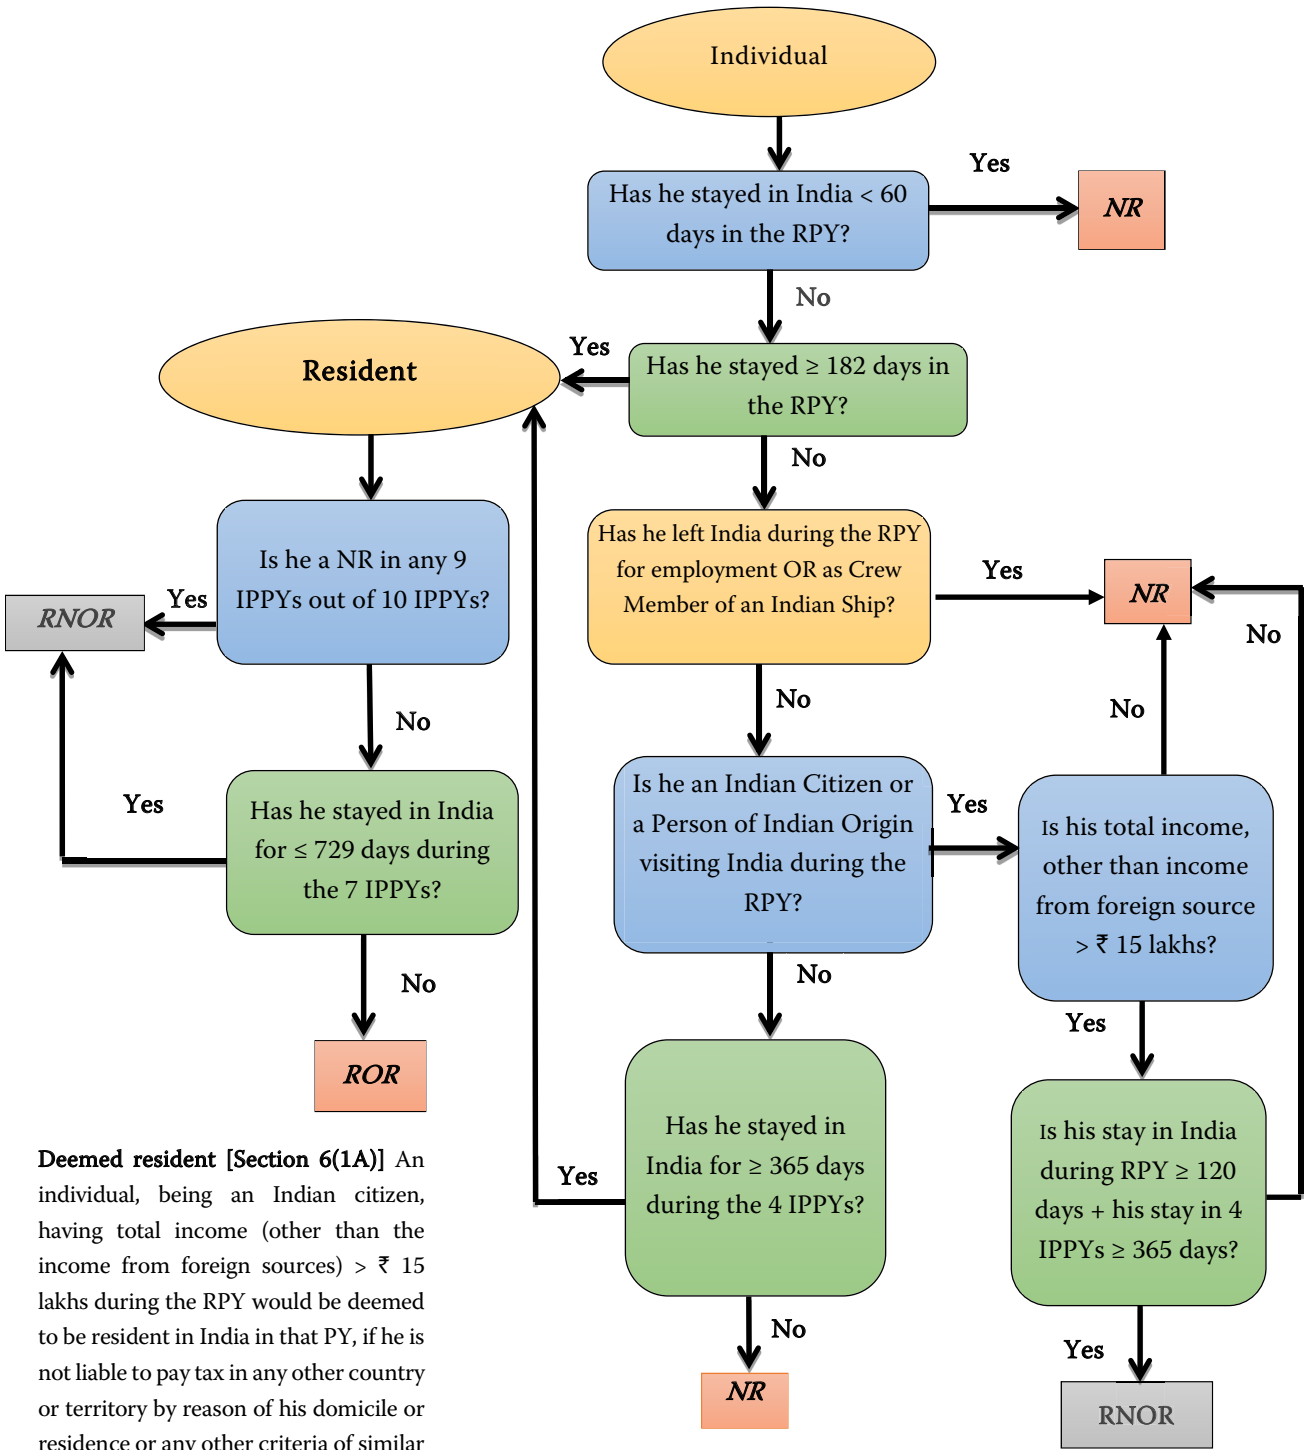 Individual
Has he stayed in India < 60
days in the RPY?
Yes
NR
No
Has he stayed ≥ 182 days in
the RPY?
Yes
Resident
No
Is he a NR in any 9
IPPYs out of 10 IPPYs?
Yes
RNOR
No
Has he stayed in India
for ≤ 729 days during
the 7 IPPYs?
Yes
No
ROR
Has he left India during the RPY
for employment OR as Crew
Member of an Indian Ship?
Yes
NR
No
Is he an Indian Citizen or
a Person of Indian Origin
visiting India during the
RPY?
Yes
Is his total income,
other than income
from foreign source
> ₹ 15 lakhs?
No
Yes
Is his stay in India
during RPY ≥ 120
days + his stay in 4
IPPYs ≥ 365 days?
No
Yes
RNOR
No
Has he stayed in
India for ≥ 365 days
during the 4 IPPYs?
Yes
No
NR
Deemed resident [Section 6(1A)] An
individual, being an Indian citizen,
having total income (other than the
income from foreign sources) > ₹ 15
lakhs during the RPY would be deemed
to be resident in India in that PY, if he is
not liable to pay tax in any other country
or territory by reason of his domicile or
residence or any other criteria of similar